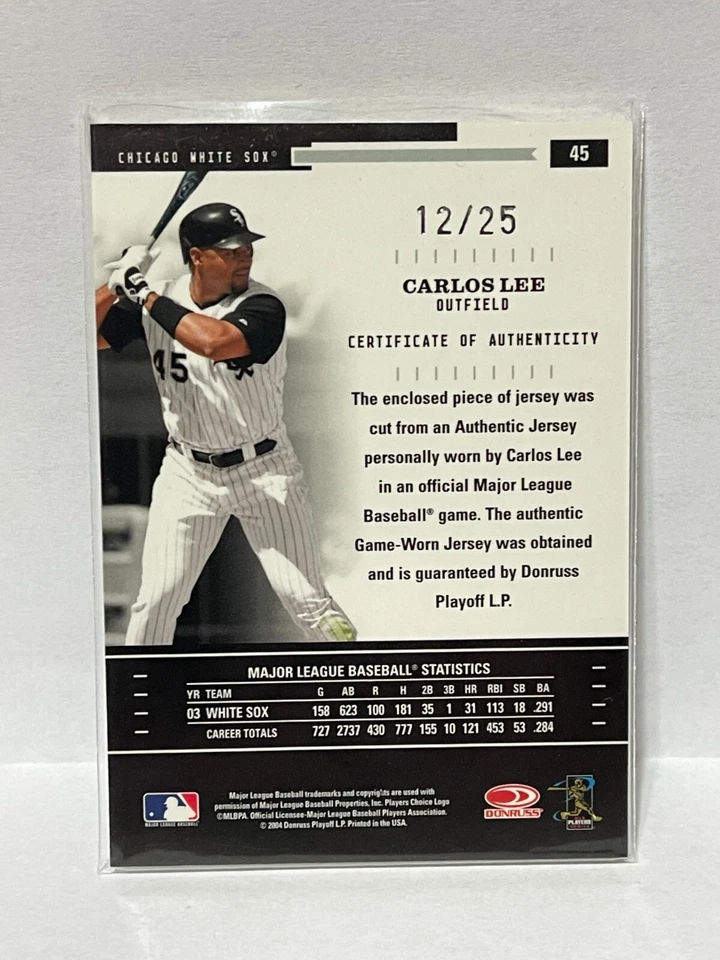 CHICAGO WHITE SOX®
45
12/25
CARLOS LEE
OUTFIELD
CERTIFICATE OF AUTHENTICITY
The enclosed piece of jersey was
cut from an Authentic Jersey
personally worn by Carlos Lee
in an official Major League
Baseball® game. The authentic
Game-Worn Jersey was obtained
and is guaranteed by Donruss
Playoff L.P.
45
MAJOR LEAGUE BASEBALL® STATISTICS
YR TEAM G AB R H 2B 3B HR RBI SB BA
03 WHITE SOX 158 623 100 181 35 1 31 113 18 .291
CAREER TOTALS 727 2737 430 777 155 10 121 453 53 .284
Major League Baseball trademarks and copyrights are used with
permission of Major League Baseball Properties, Inc. Players Choice Logo
©MLBPA. Official Licensee-Major League Baseball Players Association.
© 2004 Donruss Playoff L.P. Printed in the USA.
MAJOR LEAGUE BASEBALL
DONRUSS
PLAYERS